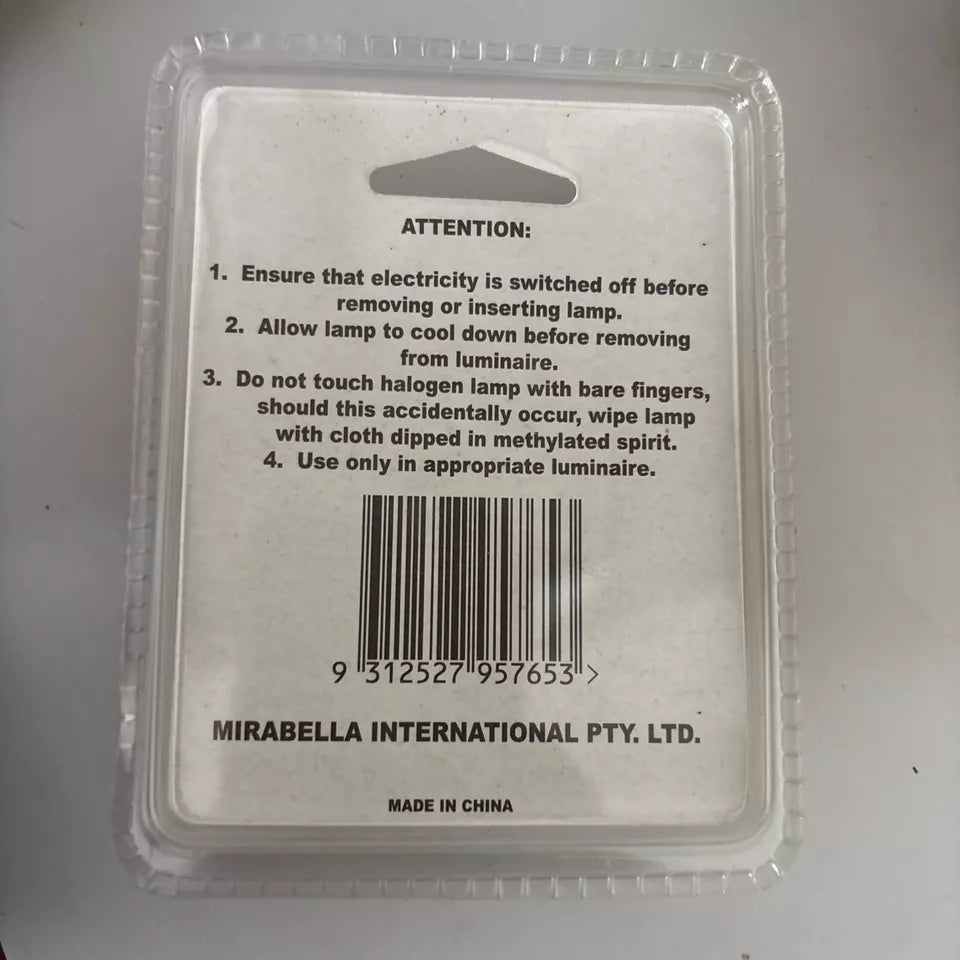 ATTENTION:
1. Ensure that electricity is switched off before
removing or inserting lamp.
2. Allow lamp to cool down before removing
from luminaire.
3. Do not touch halogen lamp with bare fingers,
should this accidentally occur, wipe lamp
with cloth dipped in methylated spirit.
4. Use only in appropriate luminaire.
9 312527 957653 >
MIRABELLA INTERNATIONAL PTY. LTD.
MADE IN CHINA